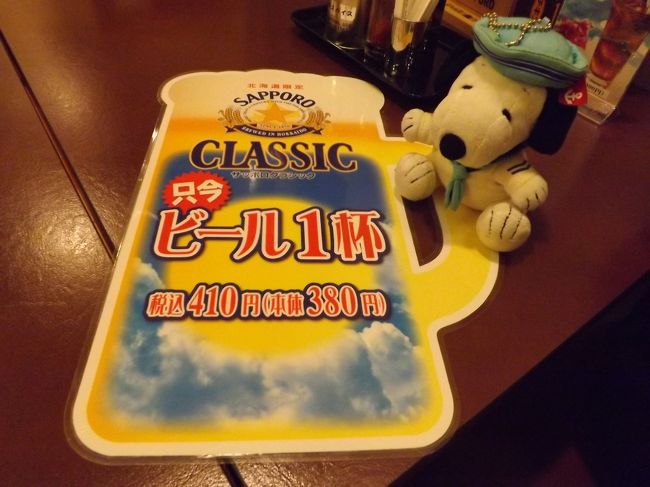 北海道限定
SAPPORO
SINCE 1876
BREWED IN HOKKAIDO
CLASSIC
サッポロクラシック
只今
ビール1杯
税込410円(本体380円)